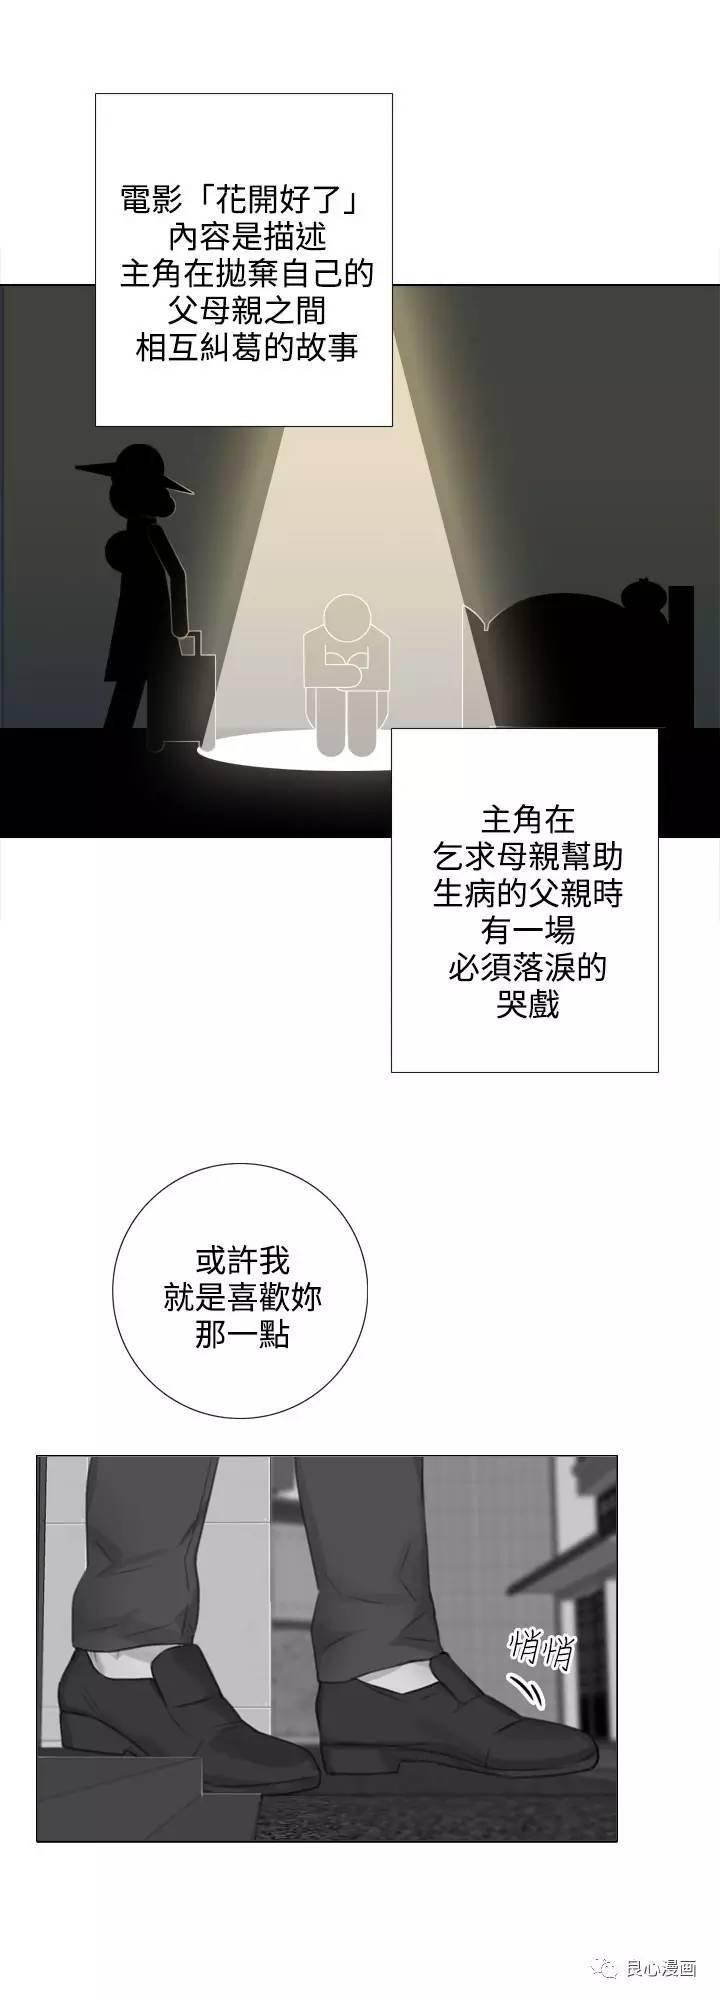 電影「花開好了」
內容是描述
主角在拋棄自己的
父母親之間
相互糾葛的故事
主角在
乞求母親幫助
生病的父親時
有一場
必須落淚的
哭戲
或許我
就是喜歡妳
那一點
悄悄
良心漫画